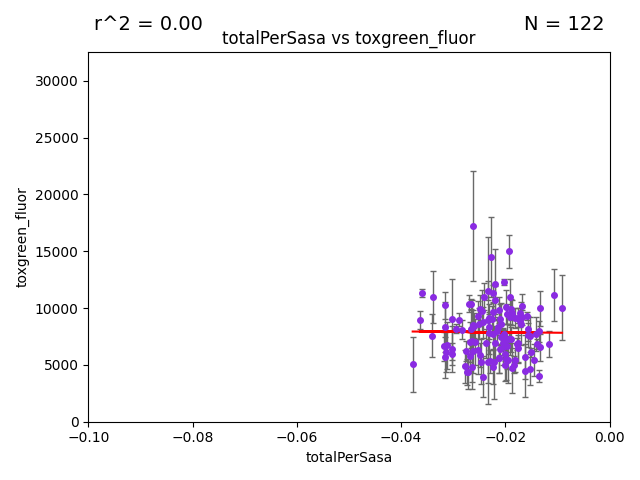 r^2 = 0.00
N = 122
totalPerSasa vs toxgreen_fluor
30000
25000
20000
15000
10000
5000
0
toxgreen_fluor
−0.10
−0.08
−0.06
−0.04
−0.02
0.00
totalPerSasa